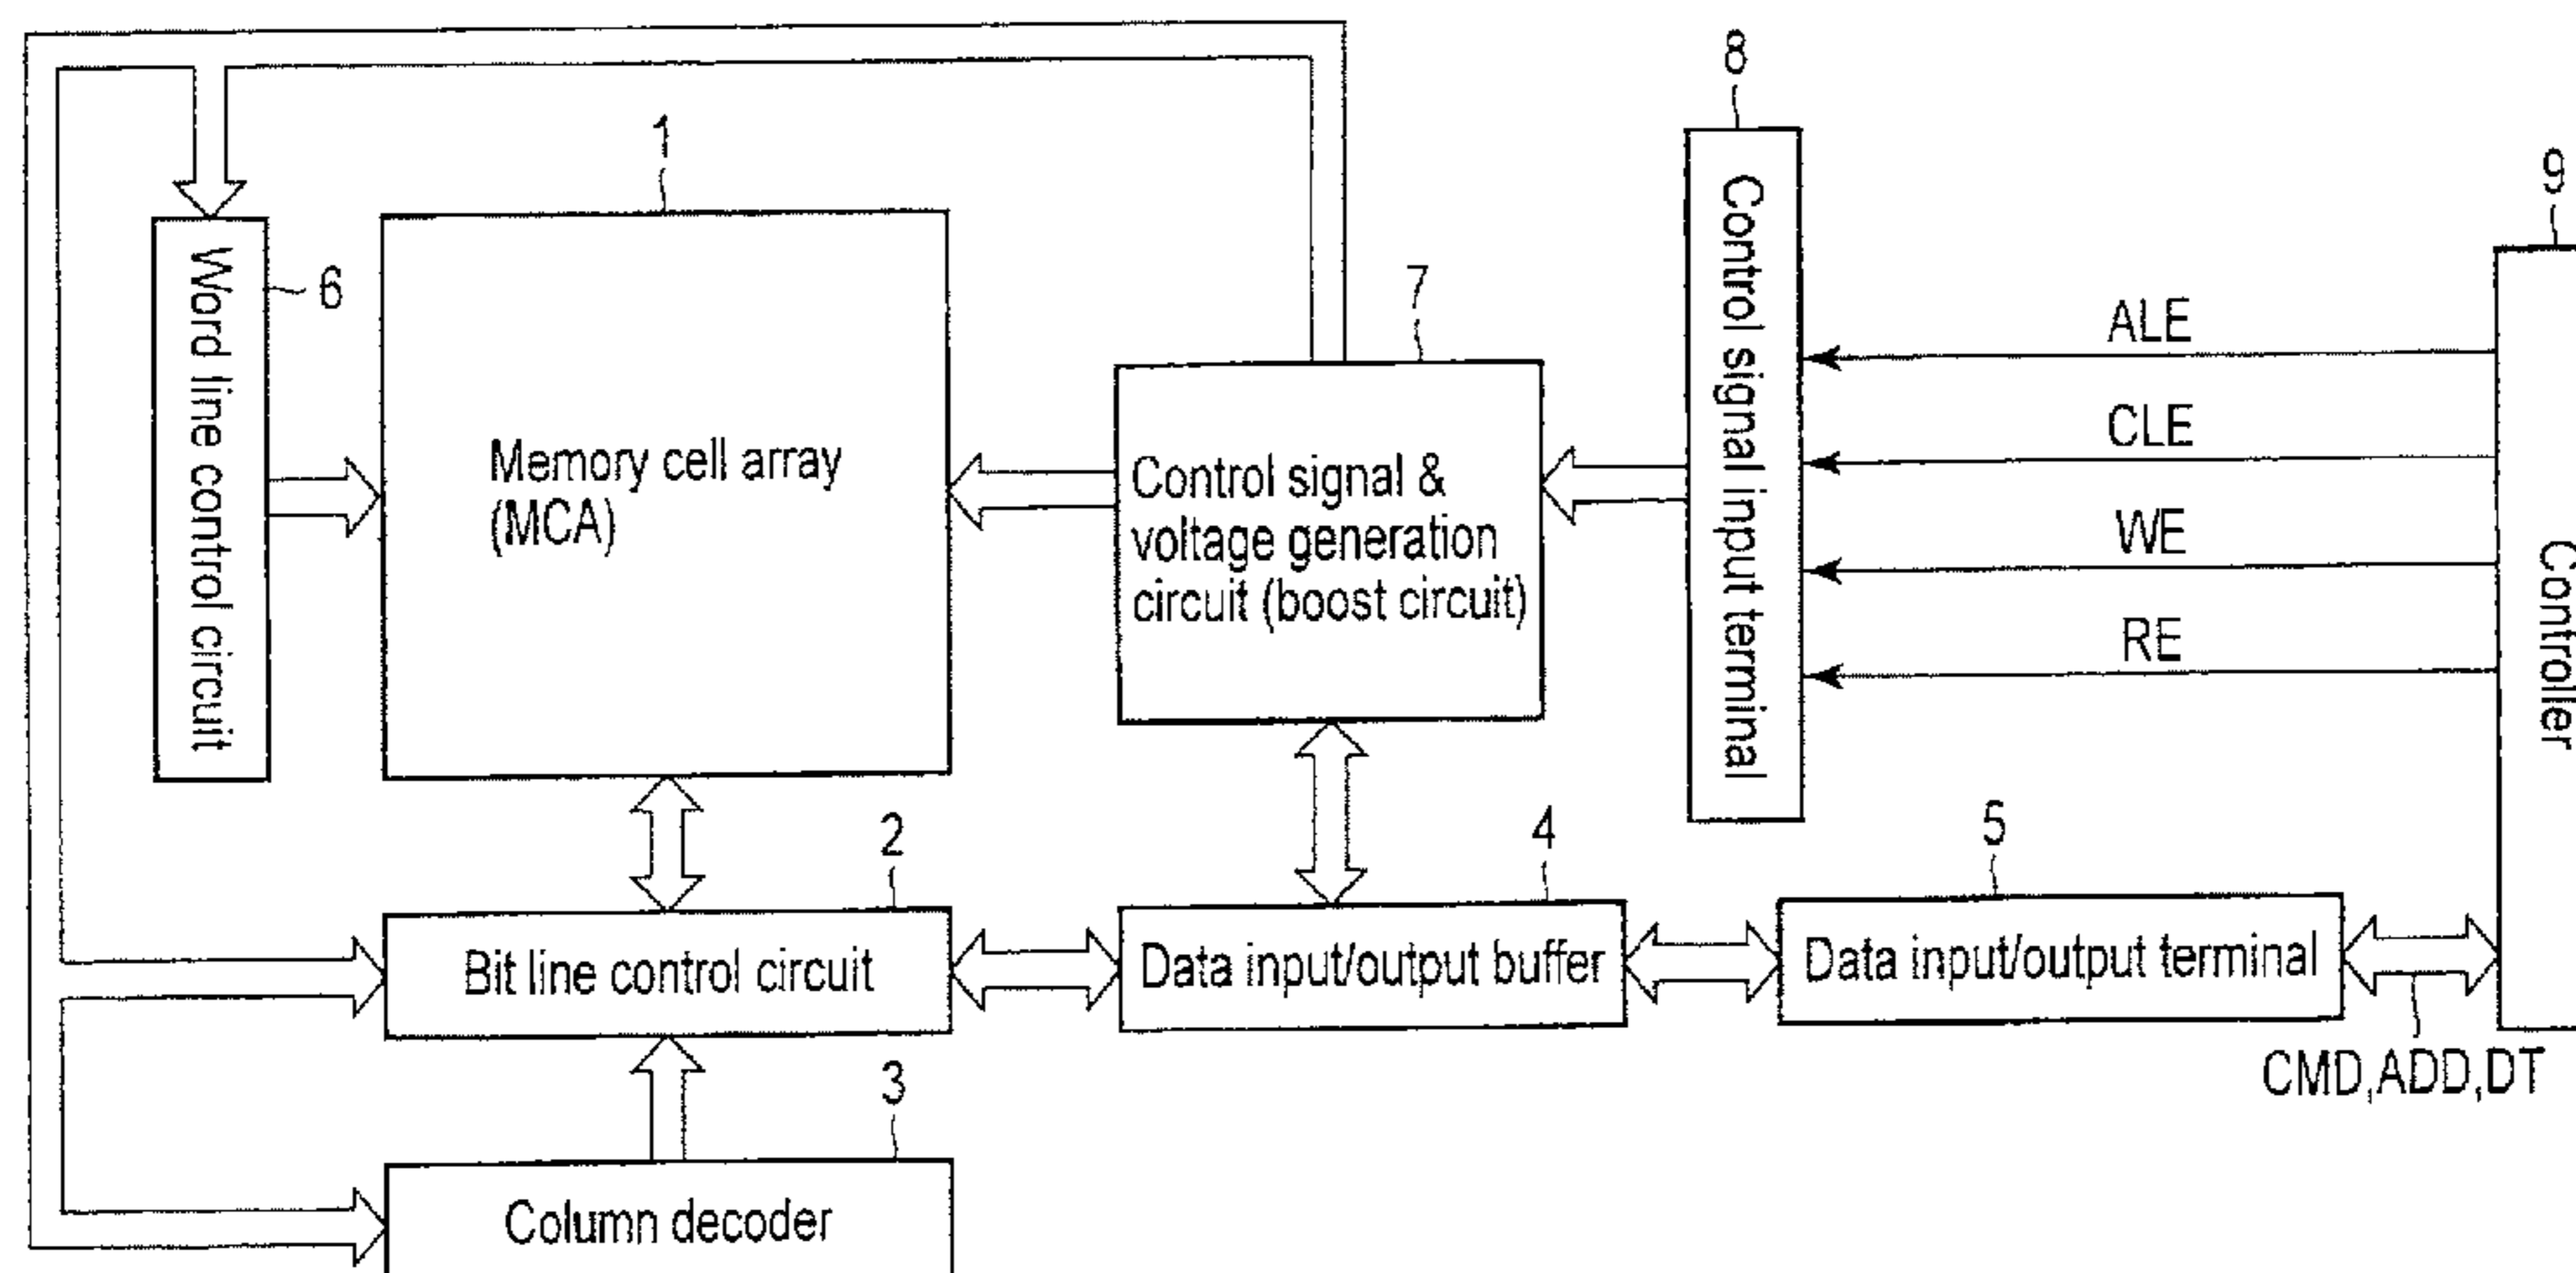 8
1
9
6
7
ALE
CLE
WE
RE
Word line control circuit
Memory cell array
(MCA)
Control signal &
voltage generation
circuit (boost circuit)
Control signal input terminal
Controller
2
4
5
Bit line control circuit
Data input/output buffer
Data input/output terminal
CMD,ADD,DT
3
Column decoder